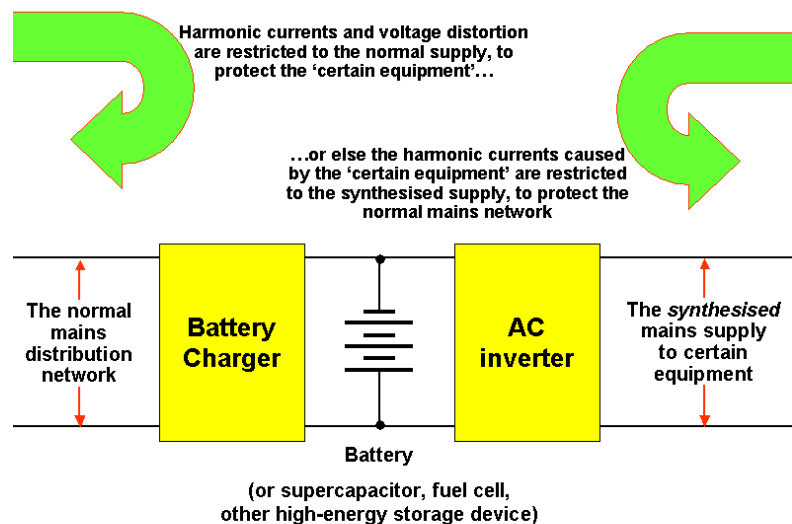 Harmonic currents and voltage distortion
are restricted to the normal supply, to
protect the ‘certain equipment’…
…or else the harmonic currents caused
by the ‘certain equipment’ are restricted
to the synthesised supply, to protect the
normal mains network
The normal
mains
distribution
network
Battery
Charger
AC
inverter
The synthesised
mains supply
to certain
equipment
Battery
(or supercapacitor, fuel cell,
other high-energy storage device)